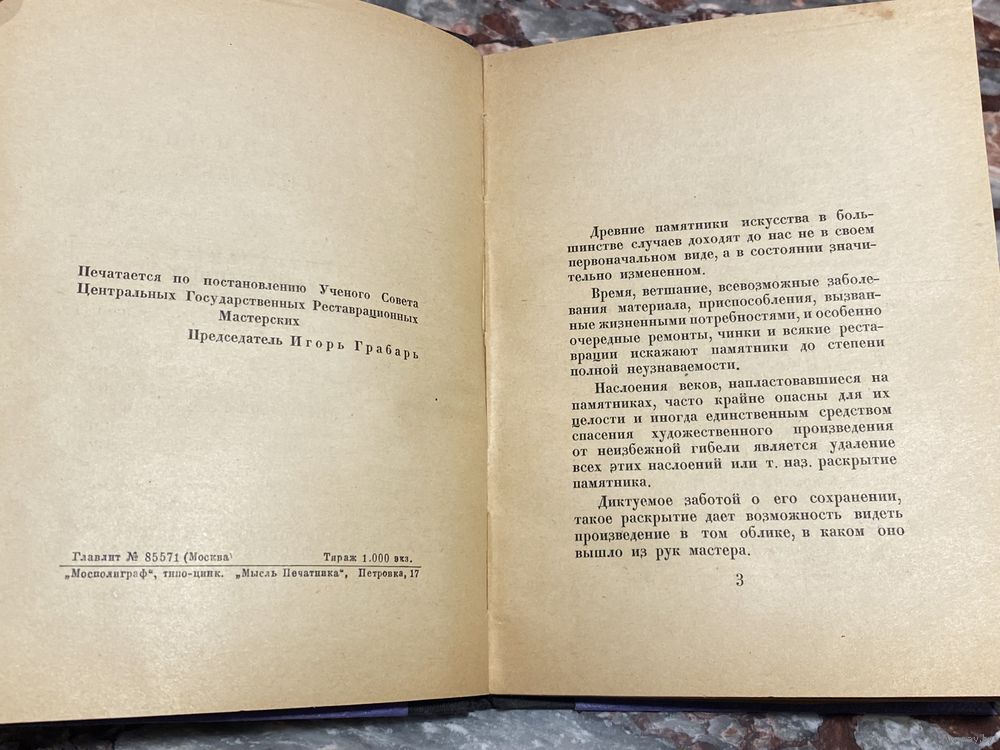 Печатается по постановлению Ученого Совета
Центральных Государственных Реставрационных
Мастерских
Председатель Игорь Грабарь
Главлит № 85571 (Москва)
Тираж 1.000 экз.
„Мосполиграф“, типо-цинк. „Мысль Печатника“, Петровка, 17
Древние памятники искусства в боль-
шинстве случаев доходят до нас не в своем
первоначальном виде, а в состоянии значи-
тельно измененном.
Время, ветшание, всевозможные заболе-
вания материала, приспособления, вызван-
ные жизненными потребностями, и особенно
очередные ремонты, чинки и всякие реста-
врации искажают памятники до степени
полной неузнаваемости.
Наслоения веков, напластовавшиеся на
памятниках, часто крайне опасны для их
целости и иногда единственным средством
спасения художественного произведения
от неизбежной гибели является удаление
всех этих наслоений или т. наз. раскрытие
памятника.
Диктуемое заботой о его сохранении,
такое раскрытие дает возможность видеть
произведение в том облике, в каком оно
вышло из рук мастера.
3